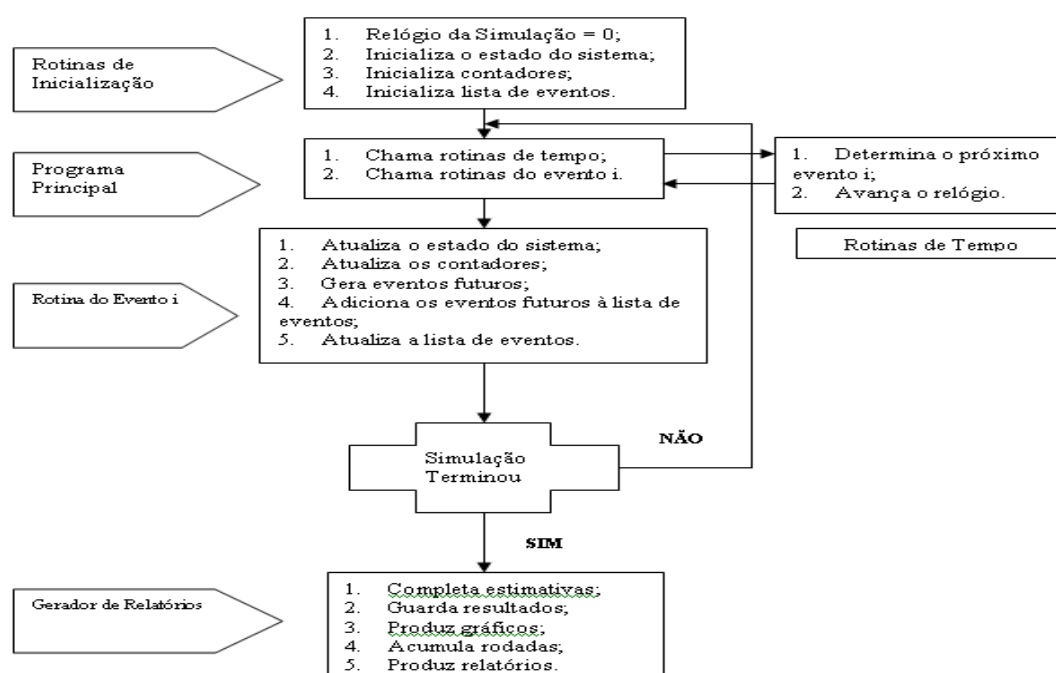 Rotinas de
Inicialização
1. Relógio da Simulação = 0;
2. Inicializa o estado do sistema;
3. Inicializa contadores;
4. Inicializa lista de eventos.
Programa
Principal
1. Chama rotinas de tempo;
2. Chama rotinas do evento i.
1. Determina o próximo
evento i;
2. Avança o relógio.
Rotinas de Tempo
Rotina do Evento i
1. Atualiza o estado do sistema;
2. Atualiza os contadores;
3. Gera eventos futuros;
4. Adiciona os eventos futuros à lista de
eventos;
5. Atualiza a lista de eventos.
Simulação
Terminou
NÃO
SIM
Gerador de Relatórios
1. Completa estimativas;
2. Guarda resultados;
3. Produz gráficos;
4. Acumula rodadas;
5. Produz relatórios.